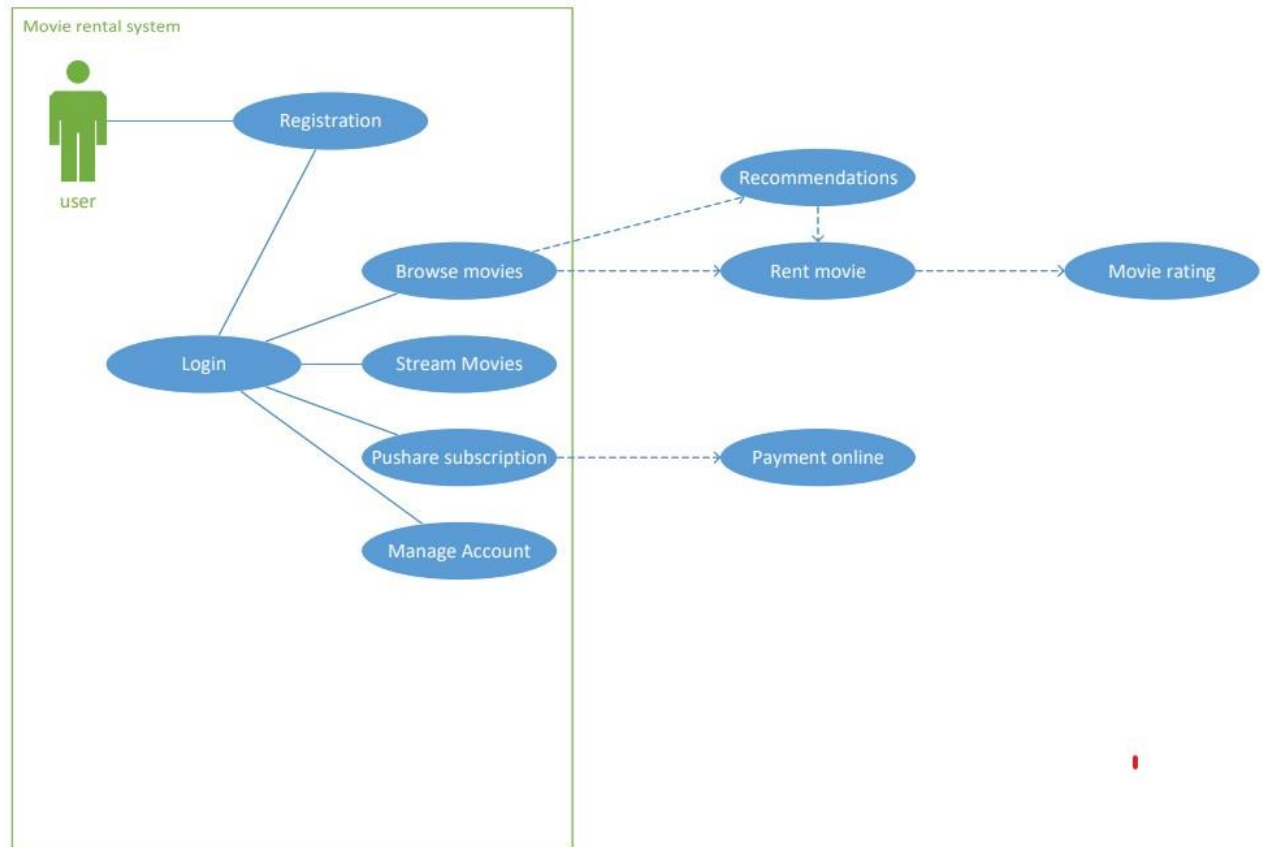 Movie rental system
user
Registration
Recommendations
Browse movies
Rent movie
Movie rating
Login
Stream Movies
Pushare subscription
Payment online
Manage Account